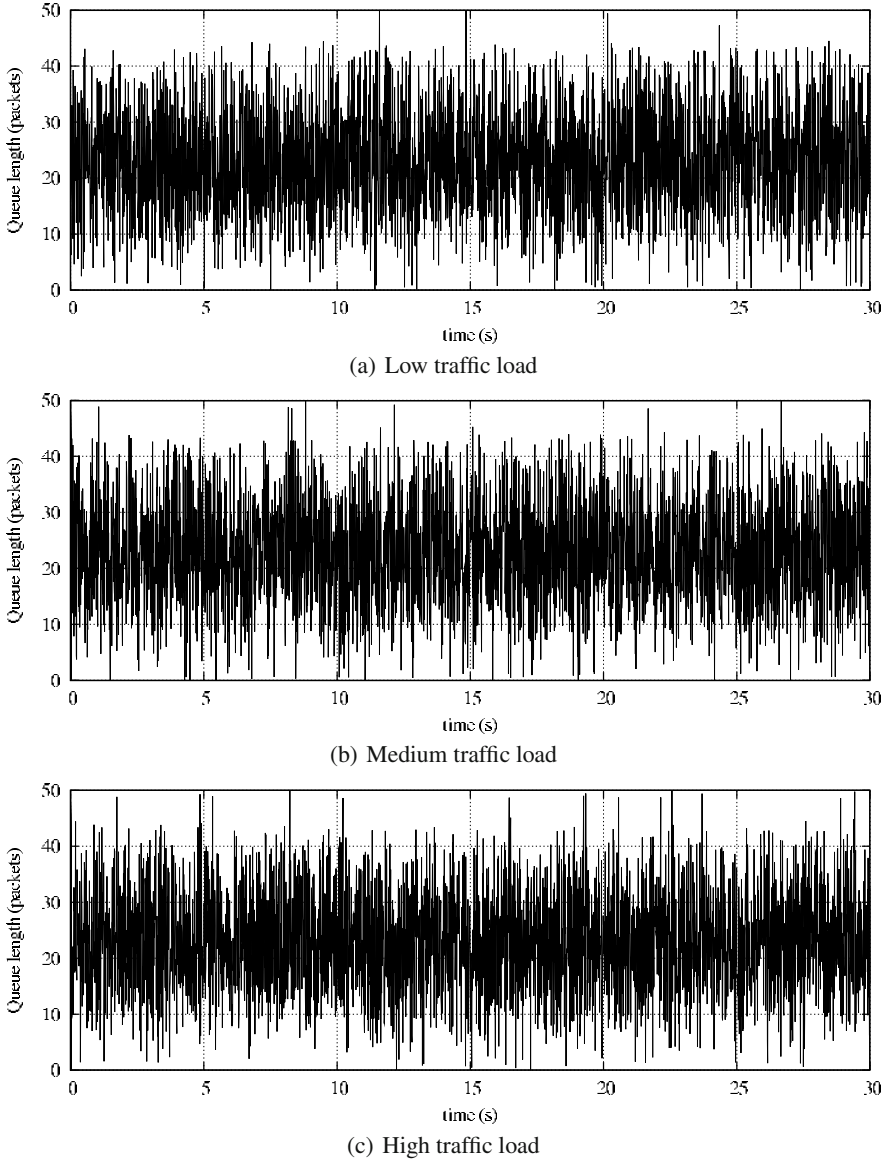 50
40
30
20
10
0
Queue length (packets)
0 5 10 15 20 25 30
time (s)
(a) Low traffic load
50
40
30
20
10
0
Queue length (packets)
0 5 10 15 20 25 30
time (s)
(b) Medium traffic load
50
40
30
20
10
0
Queue length (packets)
0 5 10 15 20 25 30
time (s)
(c) High traffic load